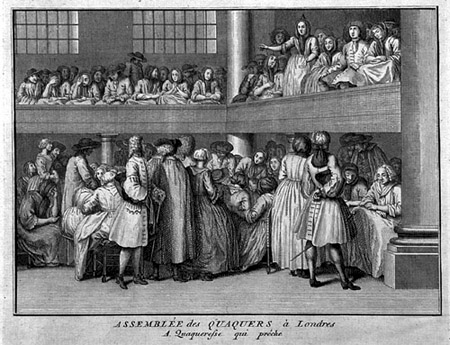 ASSEMBLÉE des QUAQUERS à Londres
A. Quaqueresse qui prêche